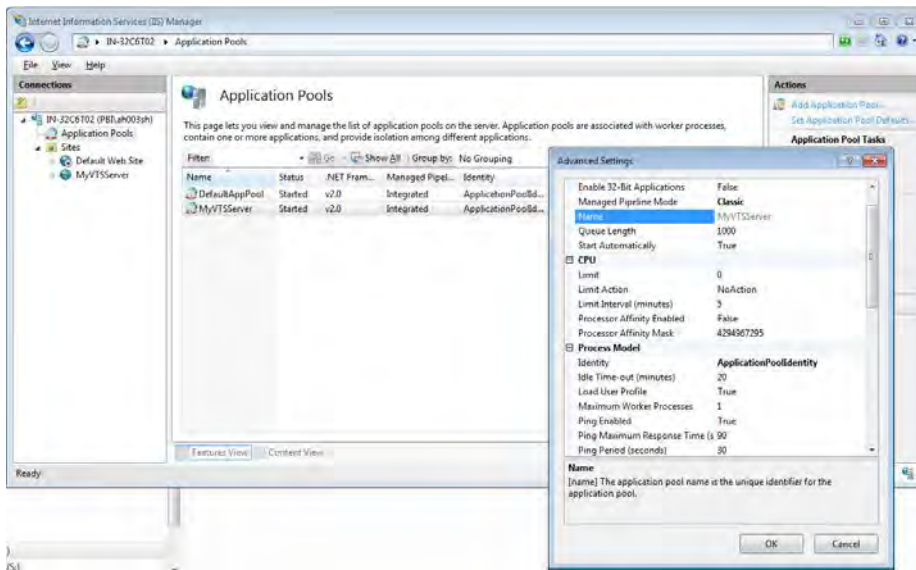 Internet Information Services (IIS) Manager
IN-32C6T02 Application Pools
File View Help
Connections
IN-32C6T02 (PBI\ah003sh)
Application Pools
Sites
Default Web Site
MyVTSServer
Application Pools
This page lets you view and manage the list of application pools on the server. Application pools are associated with worker processes,
contain one or more applications, and provide isolation among different applications.
Filter: Go Show All Group by: No Grouping
Name Status .NET Fram... Managed Pipel... Identity
DefaultAppPool Started v2.0 Integrated ApplicationPoolId...
MyVTSServer Started v2.0 Integrated ApplicationPoolId...
Features View Content View
Ready
Actions
Add Application Pool...
Set Application Pool Defaults...
Application Pool Tasks
Advanced Settings
Enable 32-Bit Applications False
Managed Pipeline Mode Classic
Name MyVTSServer
Queue Length 1000
Start Automatically True
CPU
Limit 0
Limit Action NoAction
Limit Interval (minutes) 5
Processor Affinity Enabled False
Processor Affinity Mask 4294967295
Process Model
Identity ApplicationPoolIdentity
Idle Time-out (minutes) 20
Load User Profile True
Maximum Worker Processes 1
Ping Enabled True
Ping Maximum Response Time (s 90
Ping Period (seconds) 30
Name
[name] The application pool name is the unique identifier for the
application pool.
OK Cancel